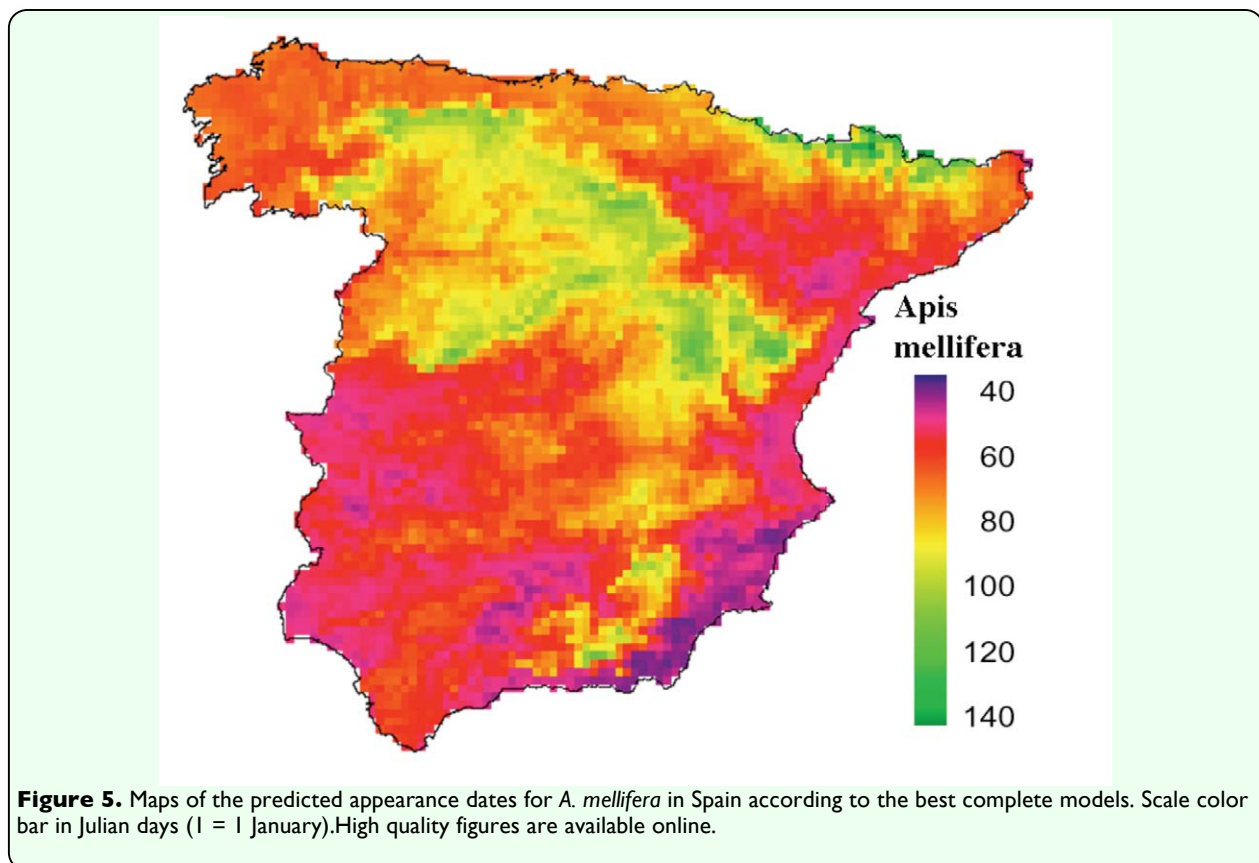 Apis
mellifera
40
60
80
100
120
140
Figure 5. Maps of the predicted appearance dates for A. mellifera in Spain according to the best complete models. Scale color
bar in Julian days (1 = 1 January).High quality figures are available online.